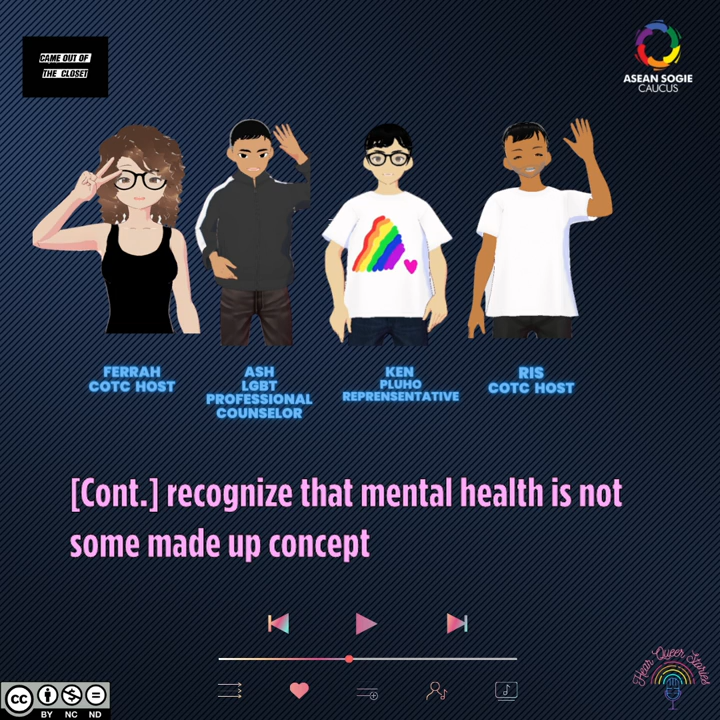 CAME OUT OF
THE CLOSET
ASEAN SOGIE
CAUCUS
FERRAH
COTC HOST
ASH
LGBT
PROFESSIONAL
COUNSELOR
KEN
PLUHO
REPRENSENTATIVE
RIS
COTC HOST
[Cont.] recognize that mental health is not
some made up concept
Hear Queer Stories
CC
BY NC ND